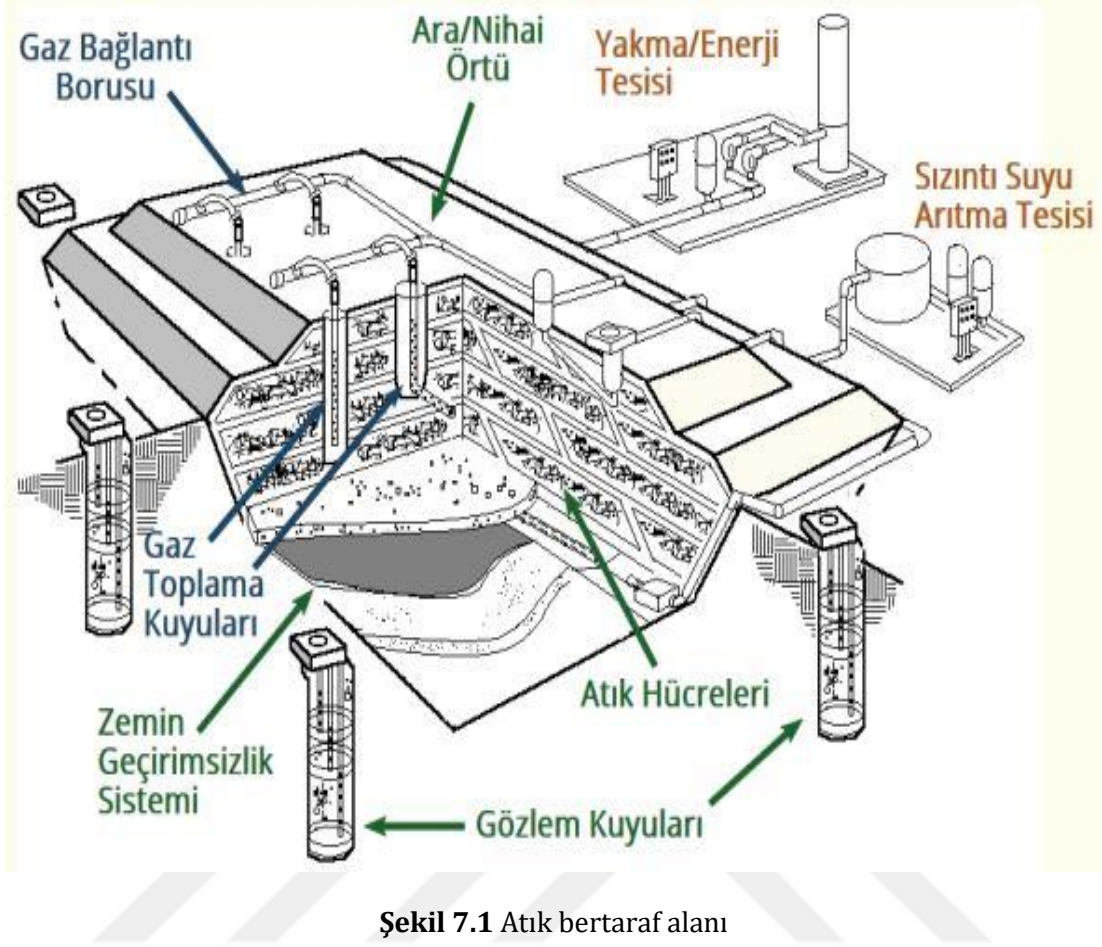 Gaz Bağlantı
Borusu
Ara/Nihai
Örtü
Yakma/Enerji
Tesisi
Sızıntı Suyu
Arıtma Tesisi
Gaz
Toplama
Kuyuları
Atık Hücreleri
Zemin
Geçirimsizlik
Sistemi
Gözlem Kuyuları
Şekil 7.1 Atık bertaraf alanı